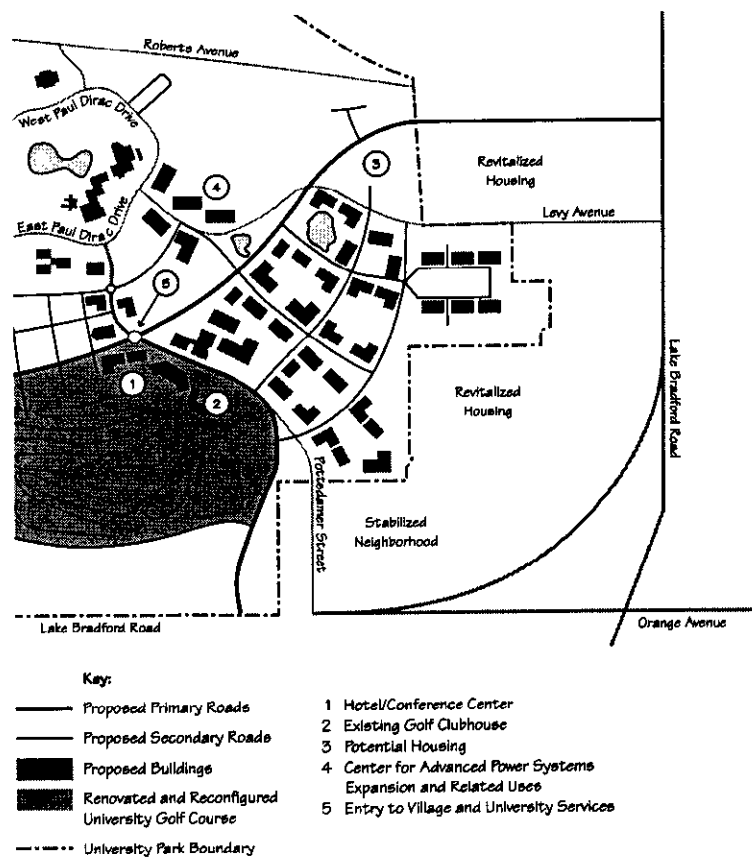 Roberts Avenue
West Paul Dirac Drive
3
Revitalized
Housing
4
East Paul Dirac Drive
Levy Avenue
5
1
2
Revitalized
Housing
Lake Bradford Road
Pottsdamer Street
Stabilized
Neighborhood
Lake Bradford Road
Orange Avenue
Key:
Proposed Primary Roads
Proposed Secondary Roads
Proposed Buildings
Renovated and Reconfigured
University Golf Course
University Park Boundary
1 Hotel/Conference Center
2 Existing Golf Clubhouse
3 Potential Housing
4 Center for Advanced Power Systems
Expansion and Related Uses
5 Entry to Village and University Services